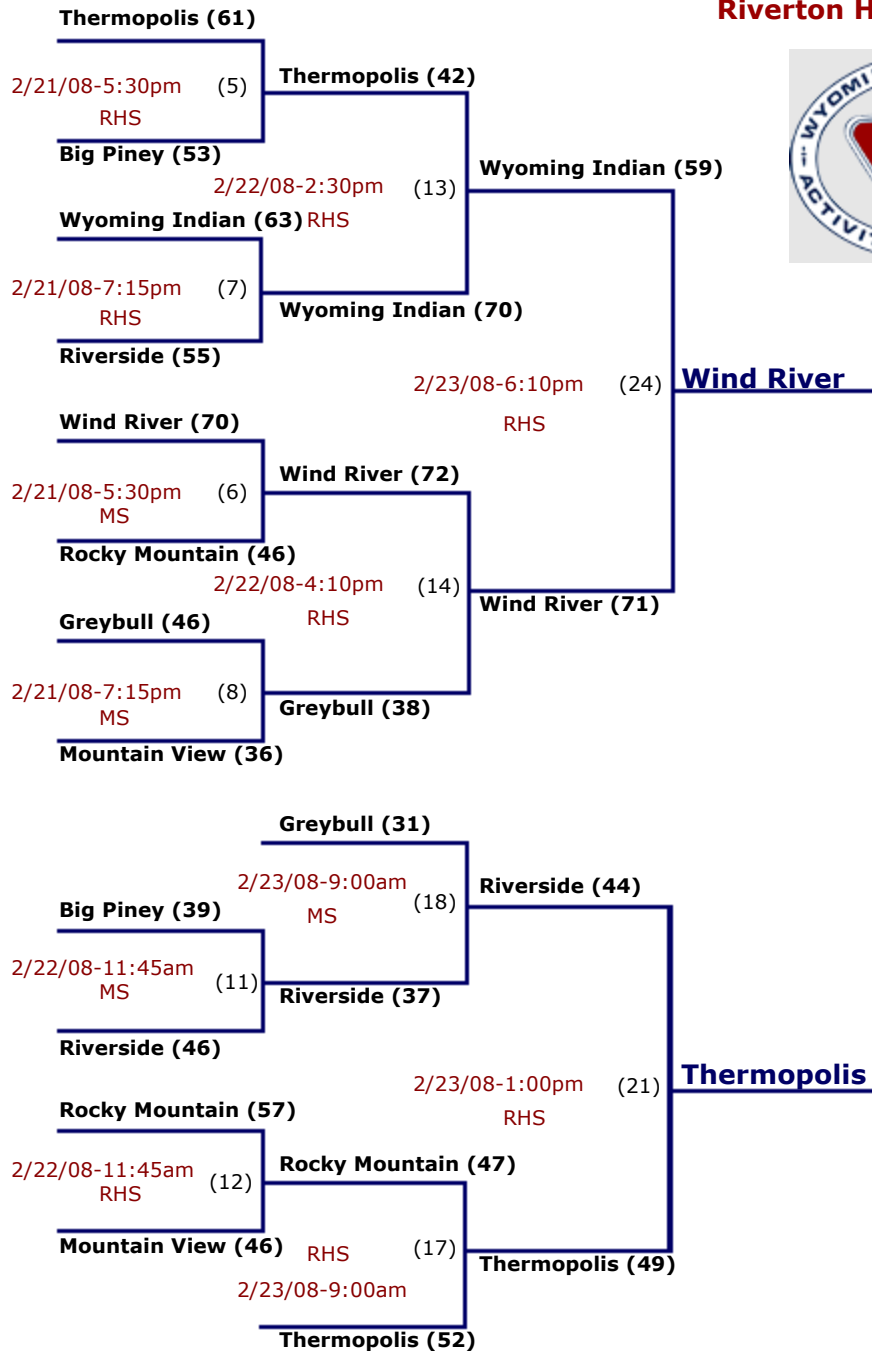 Thermopolis (61)
Riverton H
2/21/08-5:30pm (5) Thermopolis (42)
RHS
Big Piney (53)
Wyoming Indian (59)
2/22/08-2:30pm (13)
Wyoming Indian (63) RHS
2/21/08-7:15pm (7)
RHS
Wyoming Indian (70)
Riverside (55)
2/23/08-6:10pm (24) Wind River
RHS
Wind River (70)
Wind River (72)
2/21/08-5:30pm (6)
MS
Rocky Mountain (46)
2/22/08-4:10pm (14)
RHS
Wind River (71)
Greybull (46)
2/21/08-7:15pm (8)
MS
Greybull (38)
Mountain View (36)
Greybull (31)
2/23/08-9:00am (18)
MS
Riverside (44)
Big Piney (39)
2/22/08-11:45am (11)
MS
Riverside (37)
Riverside (46)
2/23/08-1:00pm (21) Thermopolis
RHS
Rocky Mountain (57)
2/22/08-11:45am (12)
RHS
Rocky Mountain (47)
Mountain View (46)
RHS (17)
2/23/08-9:00am
Thermopolis (49)
Thermopolis (52)
WYOMI
ACTIVIT